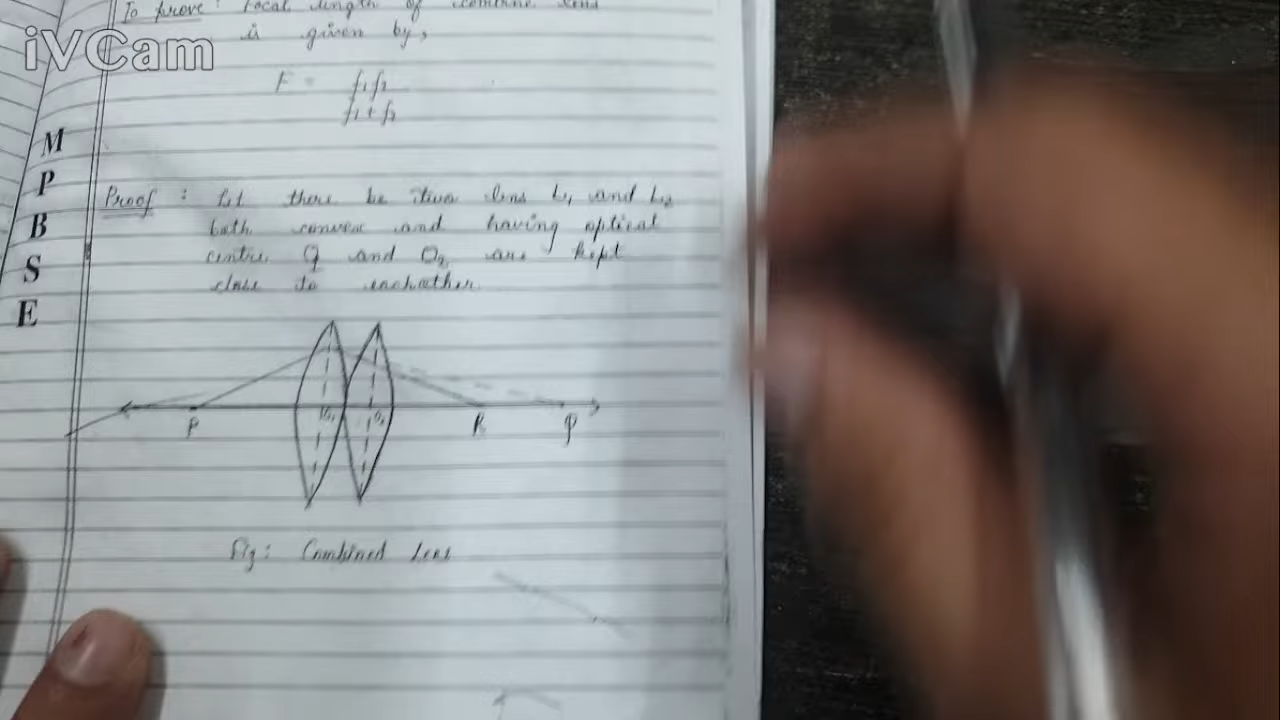 iVCam
To prove: Focal length of combine lens
is given by,
F = f₁f₂
f₁ + f₂
M
P
B
S
E
Proof : Let there be two lens L₁ and L₂
both convex and having optical
centre O₁ and O₂ are kept
close to eachother.
P O₁ O₂ R Q
Fig: Combined Lens